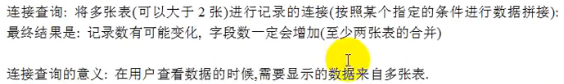 连接查询: 将多张表(可以大于 2 张)进行记录的连接(按照某个指定的条件进行数据拼接):
最终结果是: 记录数有可能变化, 字段数一定会增加(至少两张表的合并)
连接查询的意义: 在用户查看数据的时候,需要显示的数据来自多张表.